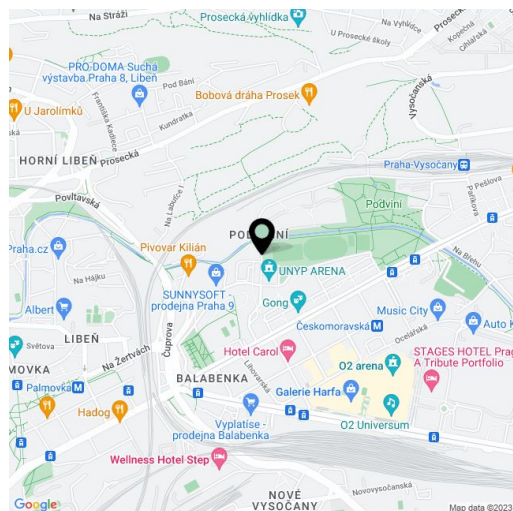 Na Stráži
Prosecká vyhlídka
Na Vyhlídce
Kopečná
Cihlářská
Prosecká
U Prosecké školy
PRO-DOMA Suchá
výstavba Praha 8, Libeň
Pod Bání
Bobová dráha Prosek
Vysočanská
U Jarolímků
Františka Kadlece
Kundratka
Prosecká
HORNÍ LIBEŇ
Praha-Vysočany
Povltavská
Na Labuťce I
Pešlova
Paříkova
Podviní
PODVINÍ
Na Břehu
Praha.cz
Pivovar Kilián
UNYP ARENA
Na Hájku
SUNNYSOFT -
prodejna Praha 9
Gong
Music City
Albert
Českomoravská
Auto K
Čuprova
Ocelářská
LIBEŇ
Světova
Hotel Carol
STAGES HOTEL Prag
A Tribute Portfolio
Na Žertvách
O2 arena
MOVKA
BALABENKA
Lihovarská
Palmovka
Galerie Harfa
Hadog
Vyplatíse -
prodejna Balabenka
O2 Universum
Wellness Hotel Step
NOVÉ
VYSOČANY
Novovysočanská
Google
Map data ©2023